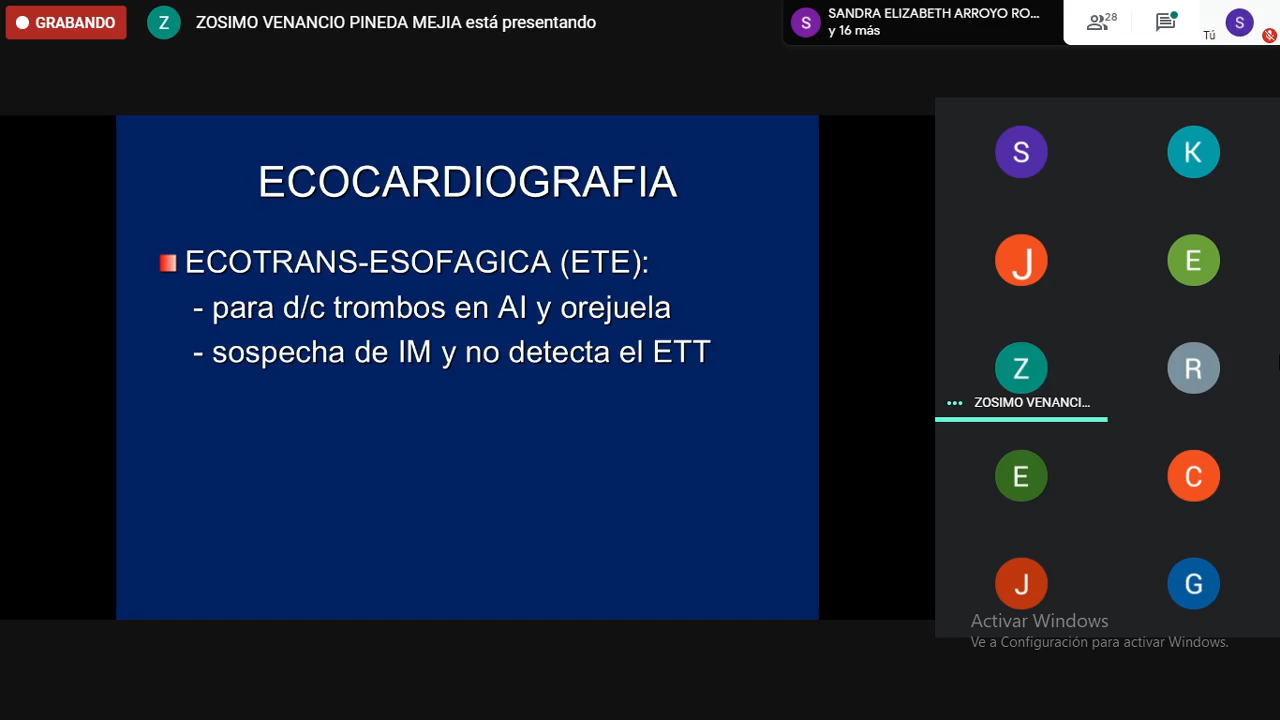 GRABANDO
Z
ZOSIMO VENANCIO PINEDA MEJIA está presentando
S
SANDRA ELIZABETH ARROYO RO...
y 16 más
28
Tú
S
ECOCARDIOGRAFIA
ECOTRANS-ESOFAGICA (ETE):
- para d/c trombos en AI y orejuela
- sospecha de IM y no detecta el ETT
S
K
J
E
Z
R
ZOSIMO VENANCI...
E
C
J
G
Activar Windows
Ve a Configuración para activar Windows.